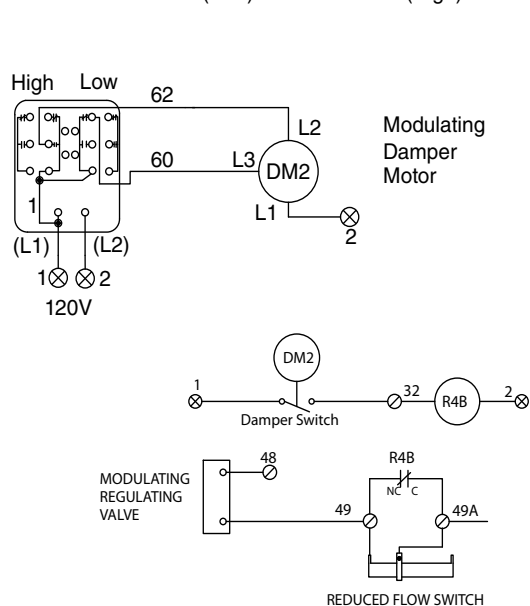 High Low
62
L2
Modulating
Damper
Motor
60
L3
DM2
1
L1
2
(L1) (L2)
1 2
120V
DM2
1
32
R4B
2
Damper Switch
48
R4B
MODULATING
REGULATING
VALVE
NC C
49
49A
REDUCED FLOW SWITCH